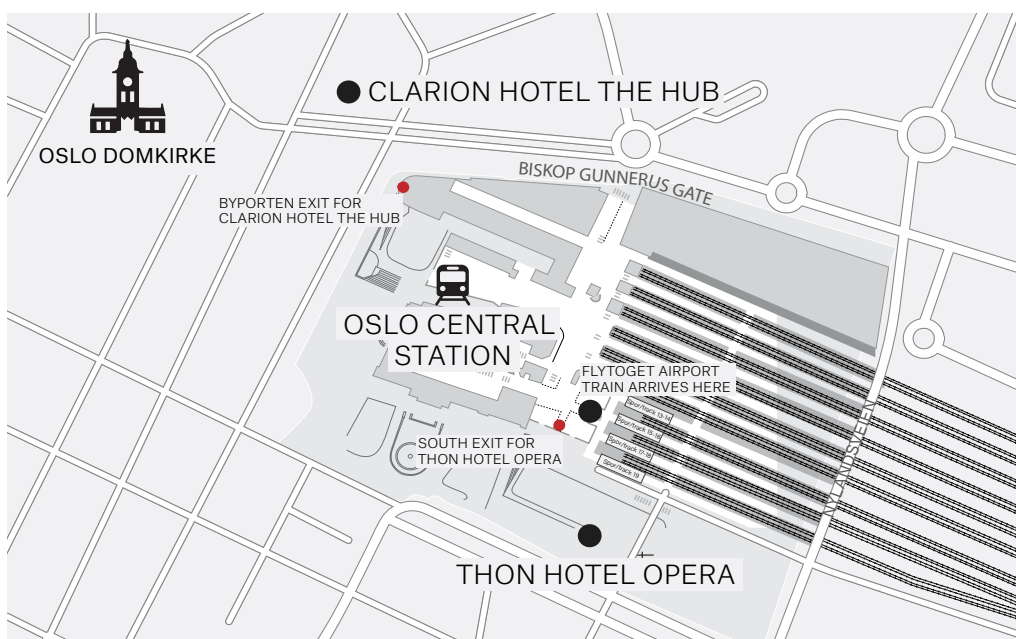 CLARION HOTEL THE HUB
OSLO DOMKIRKE
BISKOP GUNNERUS GATE
BYPORTEN EXIT FOR
CLARION HOTEL THE HUB
OSLO CENTRAL
STATION
FLYTOGET AIRPORT
TRAIN ARRIVES HERE
Spor/track 13-14
Spor/track 15-16
Spor/track 17-18
Spor/track 19
SOUTH EXIT FOR
THON HOTEL OPERA
NYLANDSVEIEN
THON HOTEL OPERA